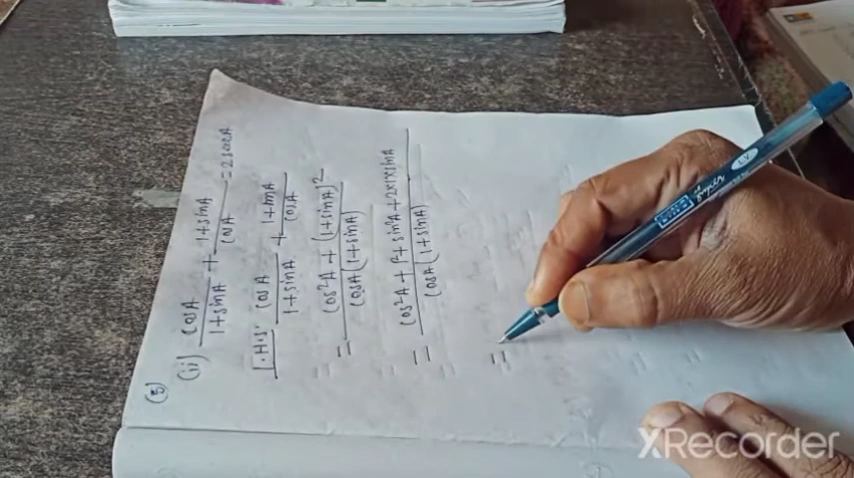 (5)
(ii) cosA/1+sinA + 1+sinA/cosA = 2secA
L.H.S. cosA/1+sinA + 1+sinA/cosA
= cos²A + (1+sinA)²/cosA(1+sinA)
= cos²A + 1² + sin²A + 2×1×sinA/cosA(1+sinA)
=
XRecorder